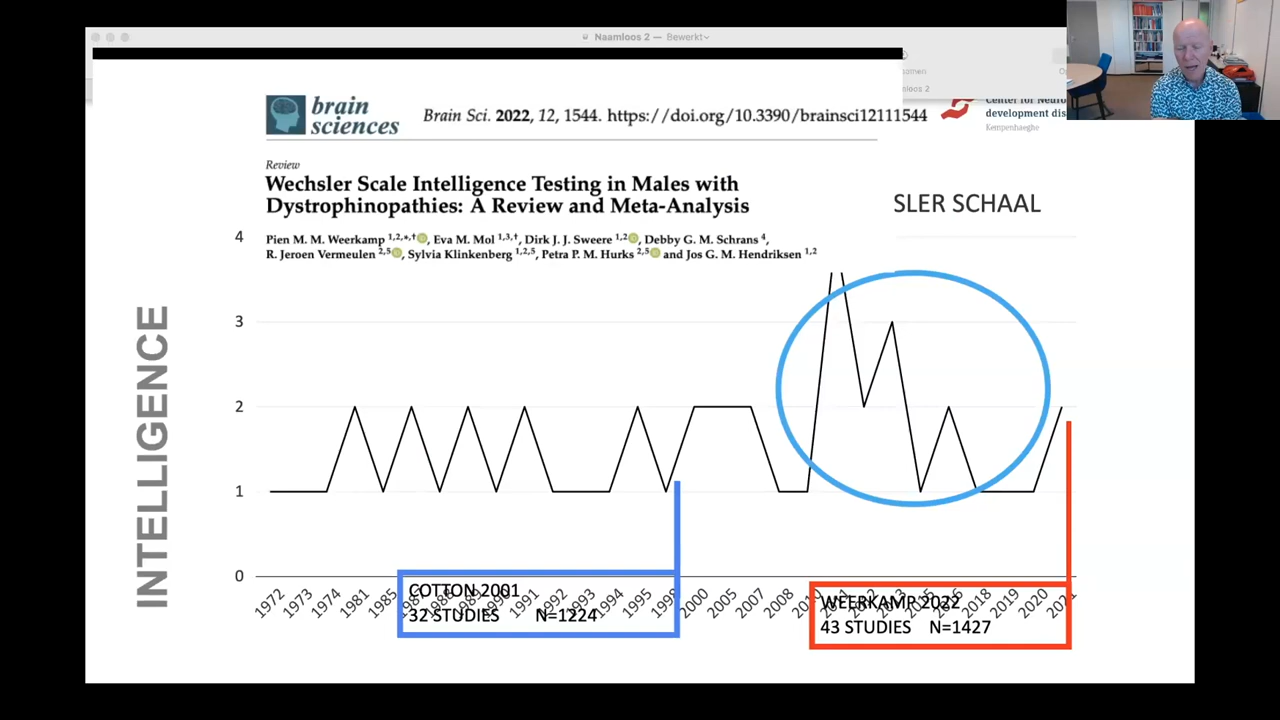 Naamloos 2 — Bewerkt
loos 2
brain
sciences
Brain Sci. 2022, 12, 1544. https://doi.org/10.3390/brainsci12111544
Center for Neuro
development dis
Kempenhaeghe
Review
Wechsler Scale Intelligence Testing in Males with
Dystrophinopathies: A Review and Meta-Analysis
SLER SCHAAL
Pien M. M. Weerkamp 1,2,*,†, Eva M. Mol 1,3,†, Dirk J. J. Sweere 1,2, Debby G. M. Schrans 4,
R. Jeroen Vermeulen 2,5, Sylvia Klinkenberg 1,2,5, Petra P. M. Hurks 2,5 and Jos G. M. Hendriksen 1,2
INTELLIGENCE
4
3
2
1
0
1972 1973 1974 1981 1985 1991 1992 1993 1994 1995 1998 2000 2005 2007 2008 2010 2018 2019 2020 2021
COTTON 2001
32 STUDIES N=1224
WEERKAMP 2022
43 STUDIES N=1427